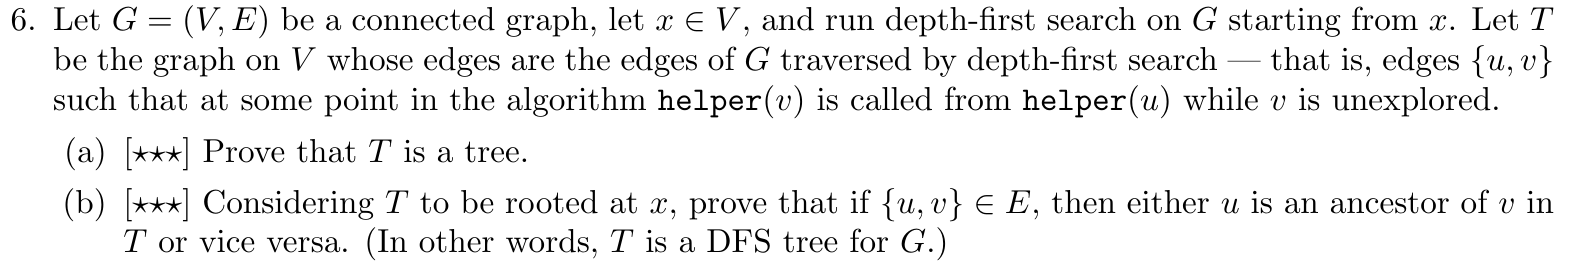 6. Let G = (V, E) be a connected graph, let x ∈ V, and run depth-first search on G starting from x. Let T
be the graph on V whose edges are the edges of G traversed by depth-first search — that is, edges {u, v}
such that at some point in the algorithm helper(v) is called from helper(u) while v is unexplored.
(a) [⋆⋆⋆] Prove that T is a tree.
(b) [⋆⋆⋆] Considering T to be rooted at x, prove that if {u, v} ∈ E, then either u is an ancestor of v in
T or vice versa. (In other words, T is a DFS tree for G.)